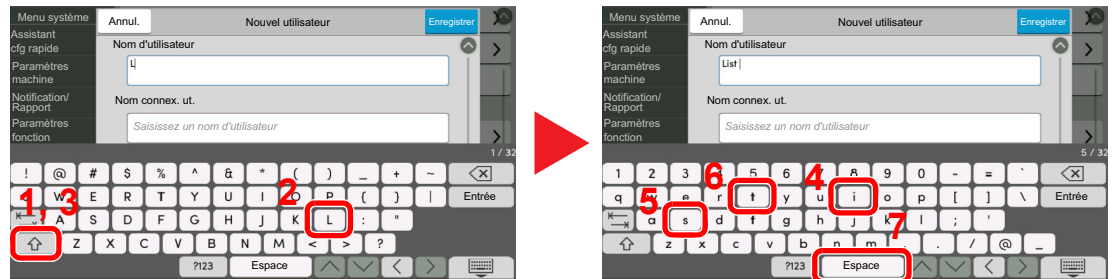 Menu système
Annul.
Nouvel utilisateur
Enregistrer
Assistant
cfg rapide
Nom d'utilisateur
Paramètres
machine
L
Notification/
Rapport
Nom connex. ut.
Paramètres
fonction
Saisissez un nom d'utilisateur
1 / 32
! @ # $ % ^ & * ( ) _ + ~
W E R T Y U I O P { } | Entrée
A S D F G H J K L : "
Z X C V B N M < > ?
?123 Espace
1, 3
2
Menu système
Annul.
Nouvel utilisateur
Enregistrer
Assistant
cfg rapide
Nom d'utilisateur
Paramètres
machine
List
Notification/
Rapport
Nom connex. ut.
Paramètres
fonction
Saisissez un nom d'utilisateur
5 / 32
1 2 3 4 5 6 7 8 9 0 - = `
q w e r t y u i o p [ ] \ Entrée
a s d f g h j k l ; '
z x c v b n m , . / @ _
?123 Espace
6
4
5
7